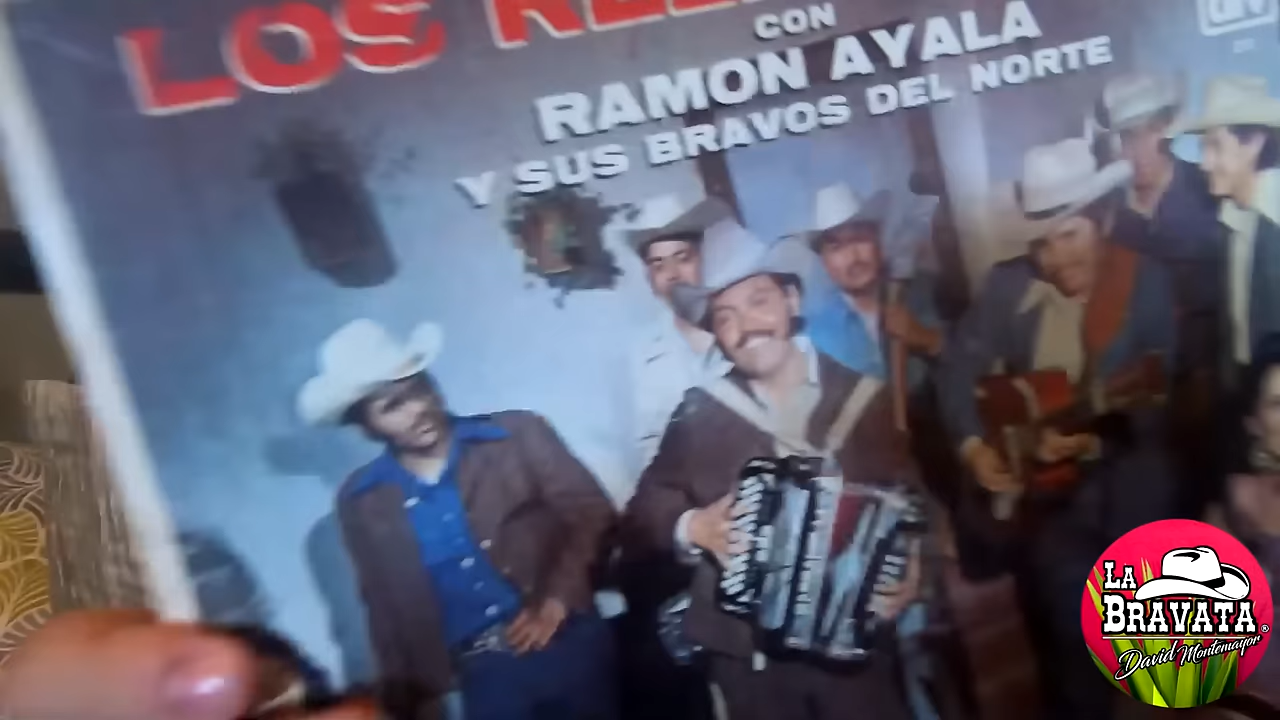 LOS
CON
RAMON AYALA
Y SUS BRAVOS DEL NORTE
LA
BRAVATA®
David Montemayor